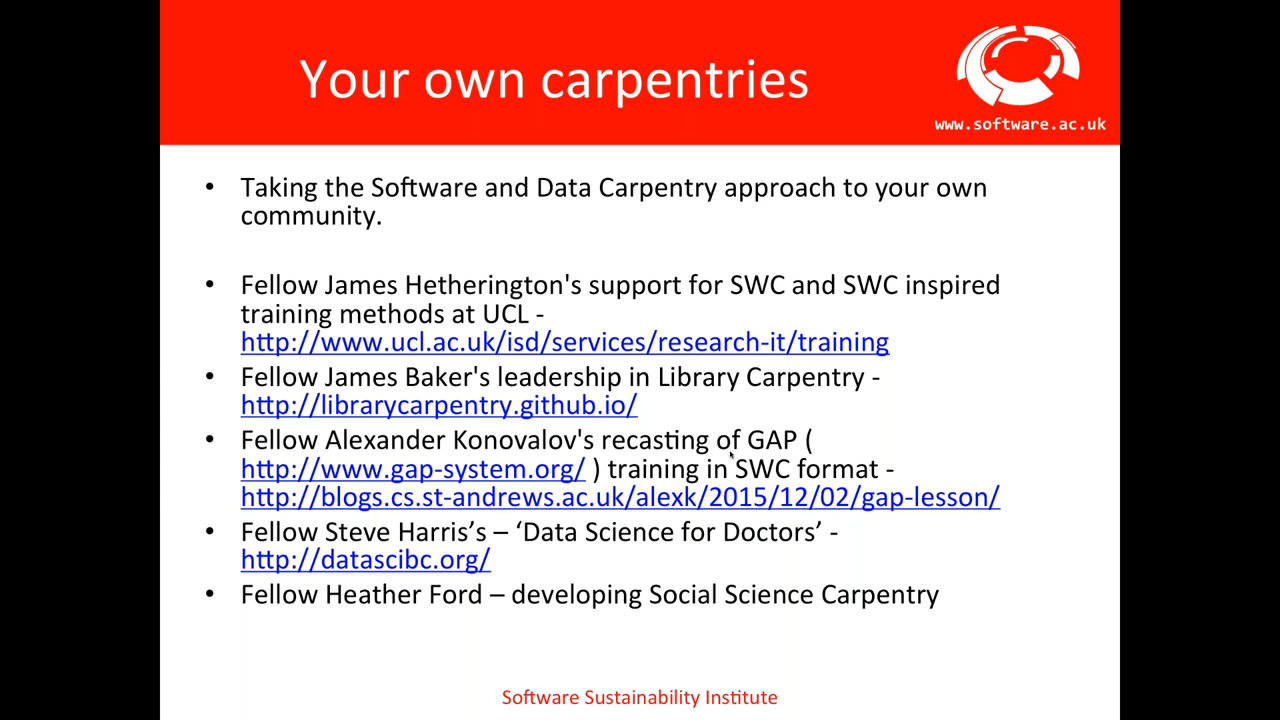 Your own carpentries
www.software.ac.uk
• Taking the Software and Data Carpentry approach to your own
community.
• Fellow James Hetherington's support for SWC and SWC inspired
training methods at UCL -
http://www.ucl.ac.uk/isd/services/research-it/training
• Fellow James Baker's leadership in Library Carpentry -
http://librarycarpentry.github.io/
• Fellow Alexander Konovalov's recasting of GAP (
http://www.gap-system.org/ ) training in SWC format -
http://blogs.cs.st-andrews.ac.uk/alexk/2015/12/02/gap-lesson/
• Fellow Steve Harris’s – ‘Data Science for Doctors’ -
http://datascibc.org/
• Fellow Heather Ford – developing Social Science Carpentry
Software Sustainability Institute